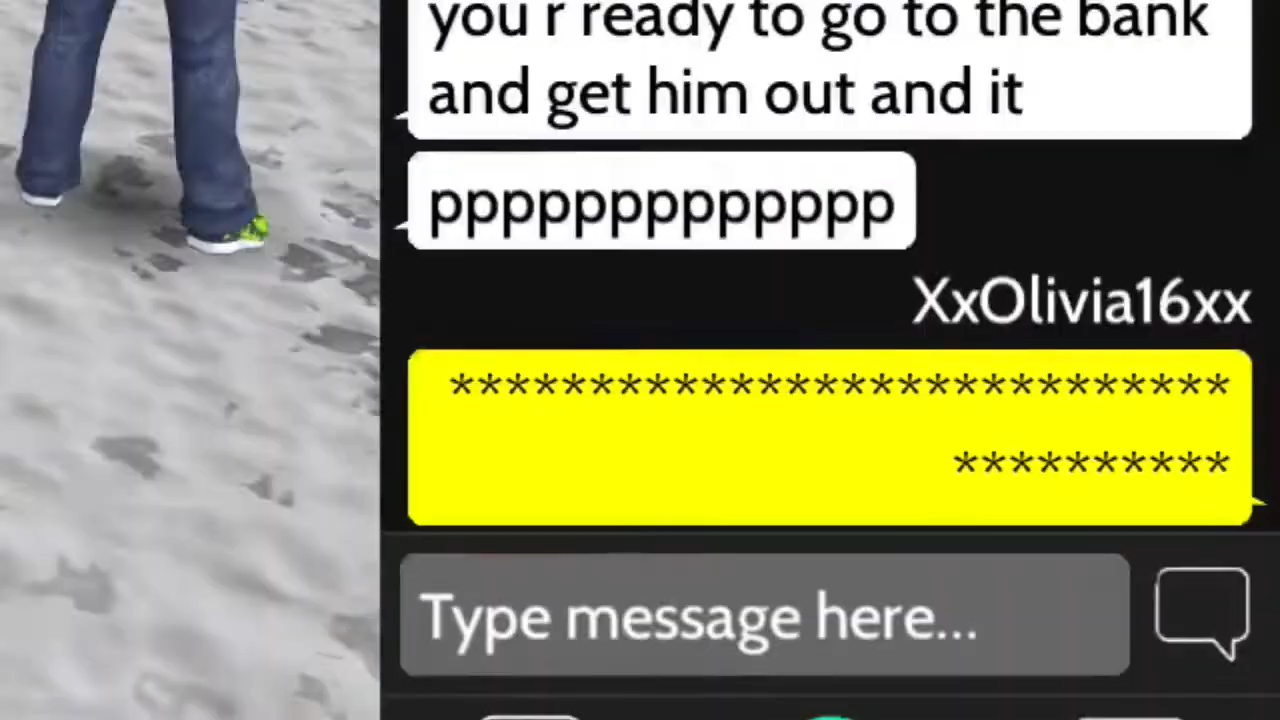 you r ready to go to the bank
and get him out and it
ppppppppppppp
XxOlivia16xx
****************************
**********
Type message here...